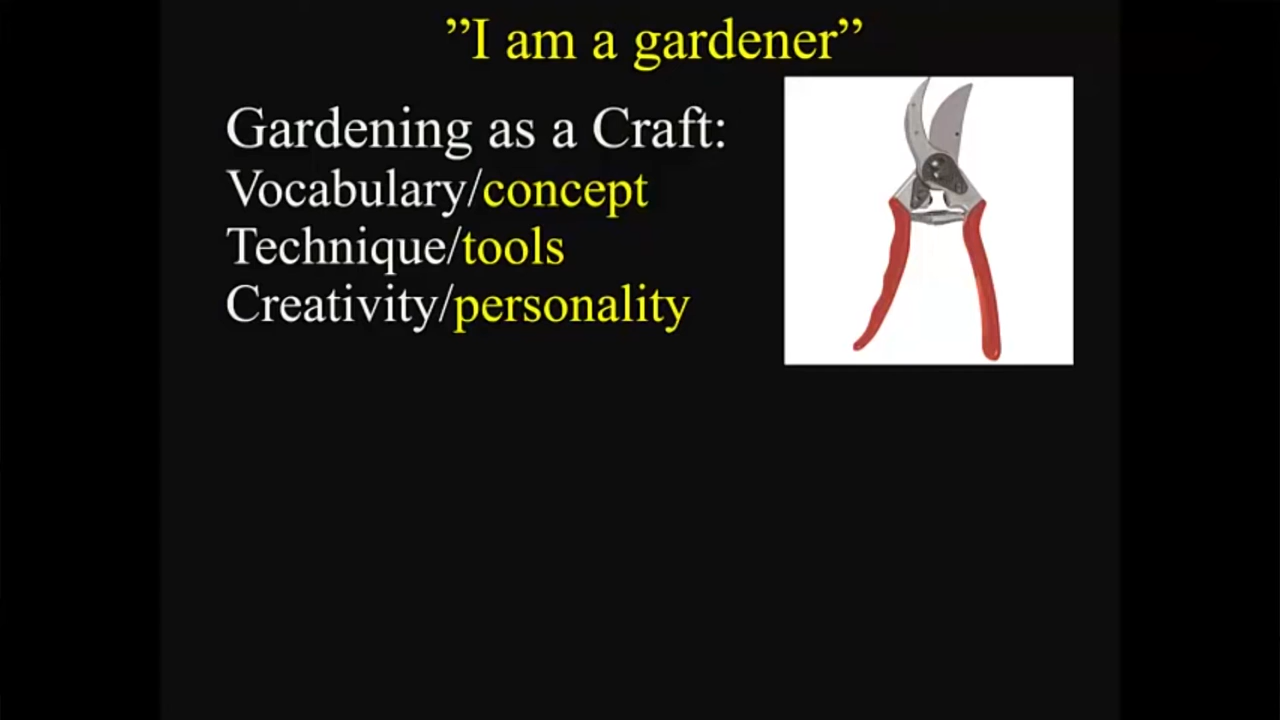 ”I am a gardener”
Gardening as a Craft:
Vocabulary/concept
Technique/tools
Creativity/personality